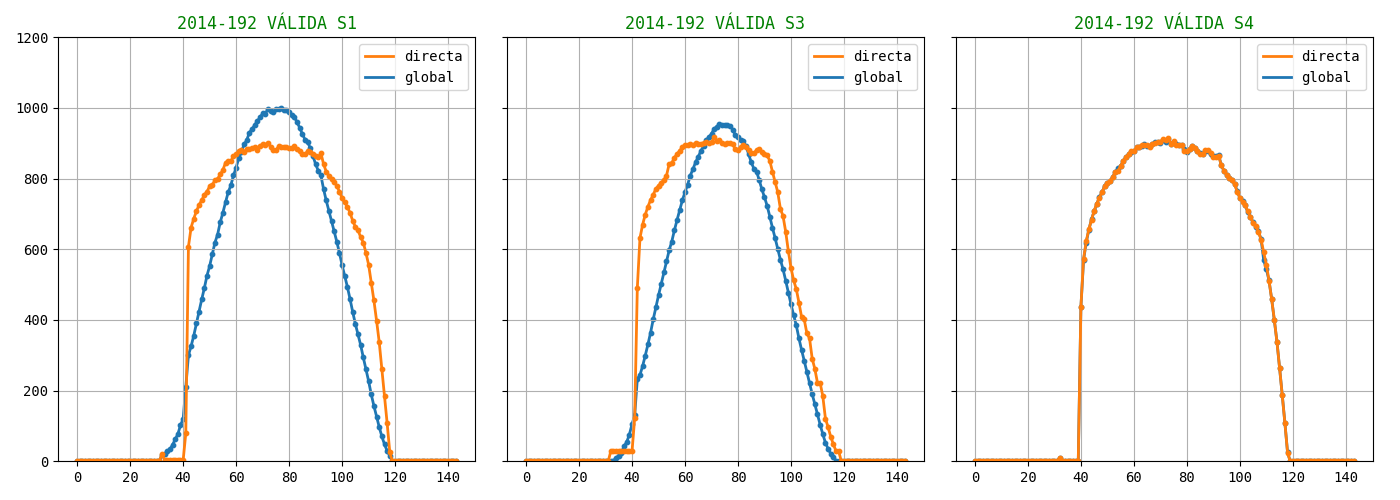 2014-192 VÁLIDA S1
2014-192 VÁLIDA S3
2014-192 VÁLIDA S4
1200
1000
800
600
400
200
0
directa
global
directa
global
directa
global
0 20 40 60 80 100 120 140
0 20 40 60 80 100 120 140
0 20 40 60 80 100 120 140